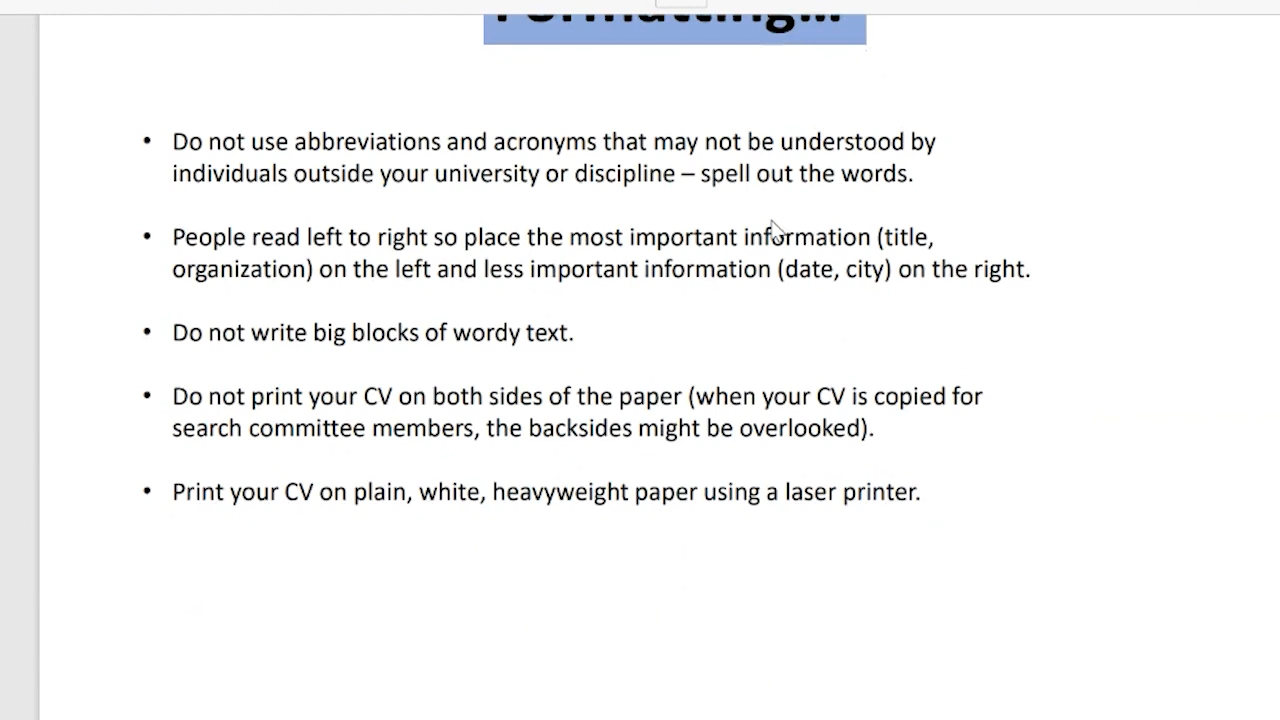 Formatting...
• Do not use abbreviations and acronyms that may not be understood by
individuals outside your university or discipline – spell out the words.
• People read left to right so place the most important information (title,
organization) on the left and less important information (date, city) on the right.
• Do not write big blocks of wordy text.
• Do not print your CV on both sides of the paper (when your CV is copied for
search committee members, the backsides might be overlooked).
• Print your CV on plain, white, heavyweight paper using a laser printer.